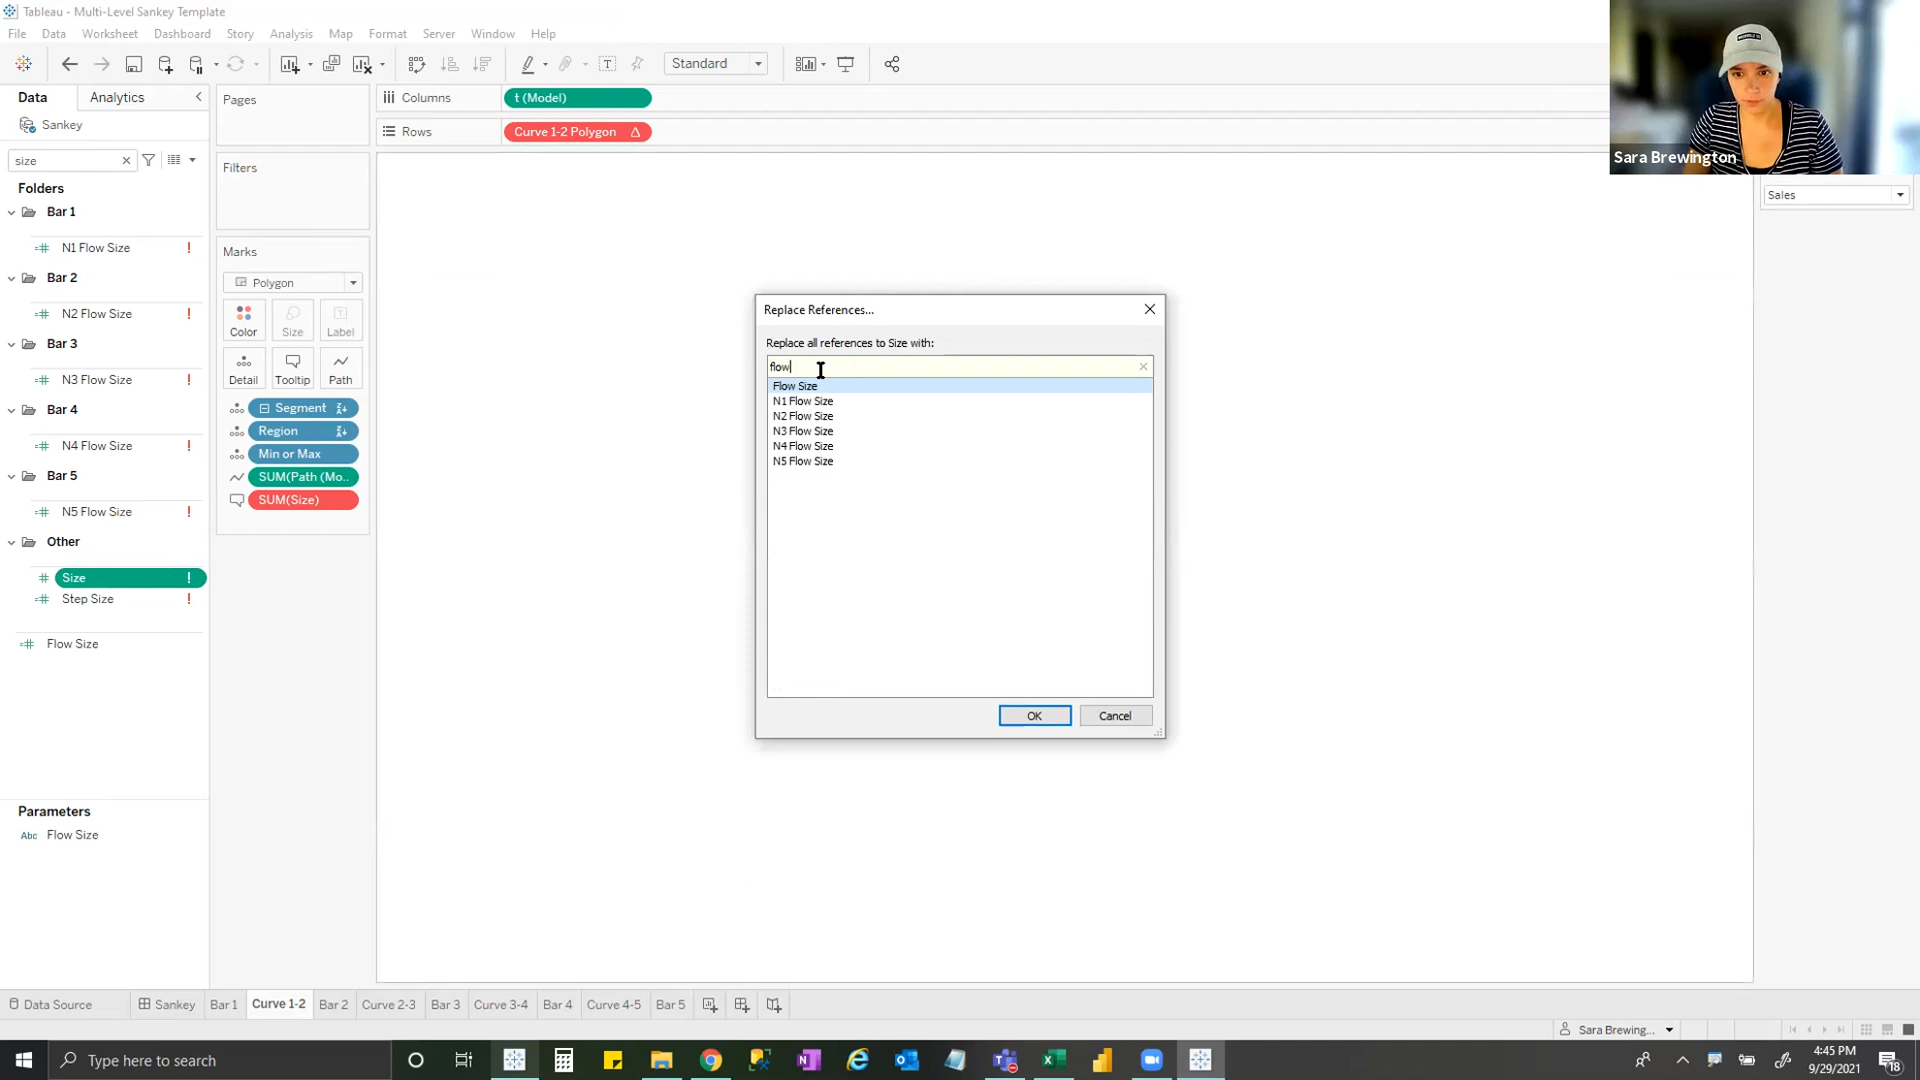 Tableau - Multi-Level Sankey Template
File Data Worksheet Dashboard Story Analysis Map Format Server Window Help
Standard
Data Analytics
Sankey
size
Folders
Bar 1
N1 Flow Size !
Bar 2
N2 Flow Size !
Bar 3
N3 Flow Size !
Bar 4
N4 Flow Size !
Bar 5
N5 Flow Size !
Other
Size !
Step Size !
Flow Size
Parameters
Abc Flow Size
Pages
Filters
Marks
Polygon
Color Size Label
Detail Tooltip Path
Segment
Region
Min or Max
SUM(Path (Mo..
SUM(Size)
Columns t (Model)
Rows Curve 1-2 Polygon
Replace References...
Replace all references to Size with:
flow
Flow Size
N1 Flow Size
N2 Flow Size
N3 Flow Size
N4 Flow Size
N5 Flow Size
OK Cancel
Sara Brewington
Sales
Data Source Sankey Bar 1 Curve 1-2 Bar 2 Curve 2-3 Bar 3 Curve 3-4 Bar 4 Curve 4-5 Bar 5
Sara Brewing...
Type here to search
4:45 PM
9/29/2021
18